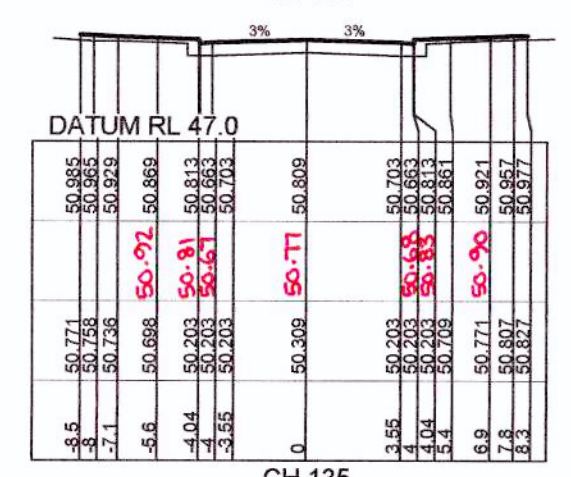 3% 3%
DATUM RL 47.0
50.985 50.965 50.929 50.869 50.813 50.663 50.703 50.809 50.703 50.663 50.813 50.861 50.921 50.957 50.977
50.92 50.81 50.67 50.77 50.68 50.83 50.90
50.771 50.758 50.736 50.698 50.203 50.203 50.203 50.309 50.203 50.203 50.203 50.709 50.771 50.807 50.827
-8.5 -8 -7.1 -5.6 -4.04 -4 -3.55 0 3.55 4 4.04 5.4 6.9 7.8 8.3
CH 135